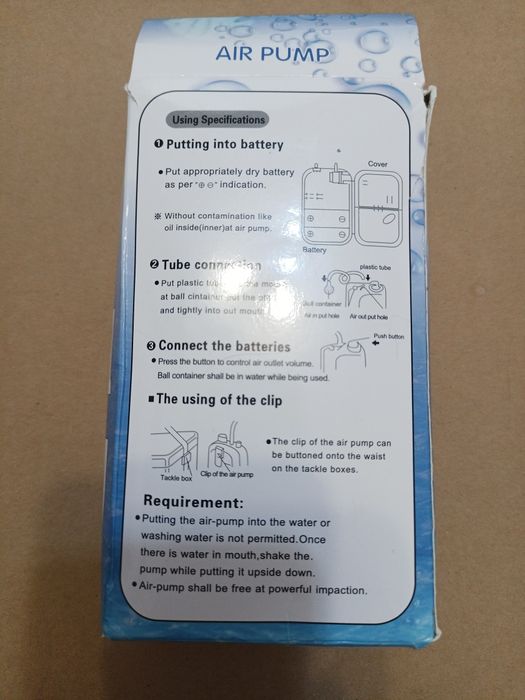 AIR PUMP
Using Specifications
❶ Putting into battery
● Put appropriately dry battery
as per "⊕ ⊖" indication.
※ Without contamination like
oil inside(inner)at air pump.
Cover
Battery
❷ Tube connection
● Put plastic
at ball
and tightly into out mouth
plastic tube
Ball container
Air in put hole Air out put hole
❸ Connect the batteries
● Press the button to control air outlet volume.
Ball container shall be in water while being used.
Push button
■ The using of the clip
Tackle box
Clip of the air pump
● The clip of the air pump can
be buttoned onto the waist
on the tackle boxes.
Requirement:
● Putting the air-pump into the water or
washing water is not permitted.Once
there is water in mouth,shake the.
pump while putting it upside down.
● Air-pump shall be free at powerful impaction.